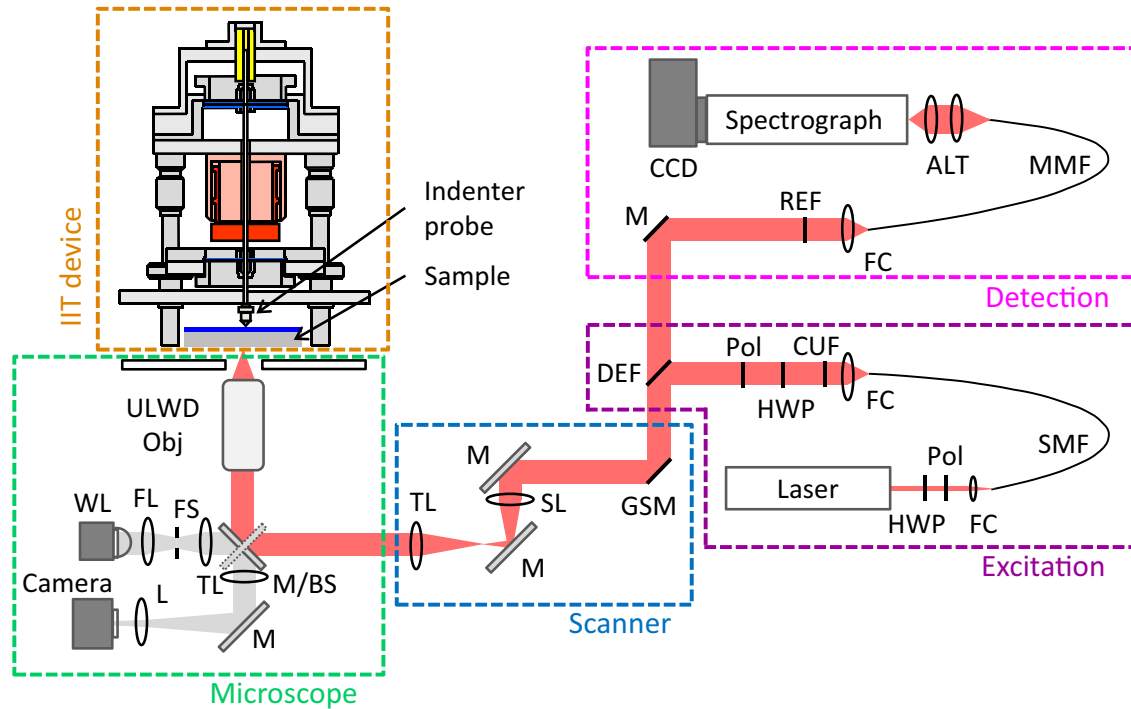 IIT device
Indenter
probe
Sample
CCD
Spectrograph
ALT
MMF
M
REF
FC
Detection
DEF
Pol
CUF
HWP
FC
SMF
Laser
HWP
Pol
FC
Excitation
M
SL
GSM
TL
M
Scanner
ULWD
Obj
WL
FL
FS
TL
M/BS
Camera
L
M
Microscope